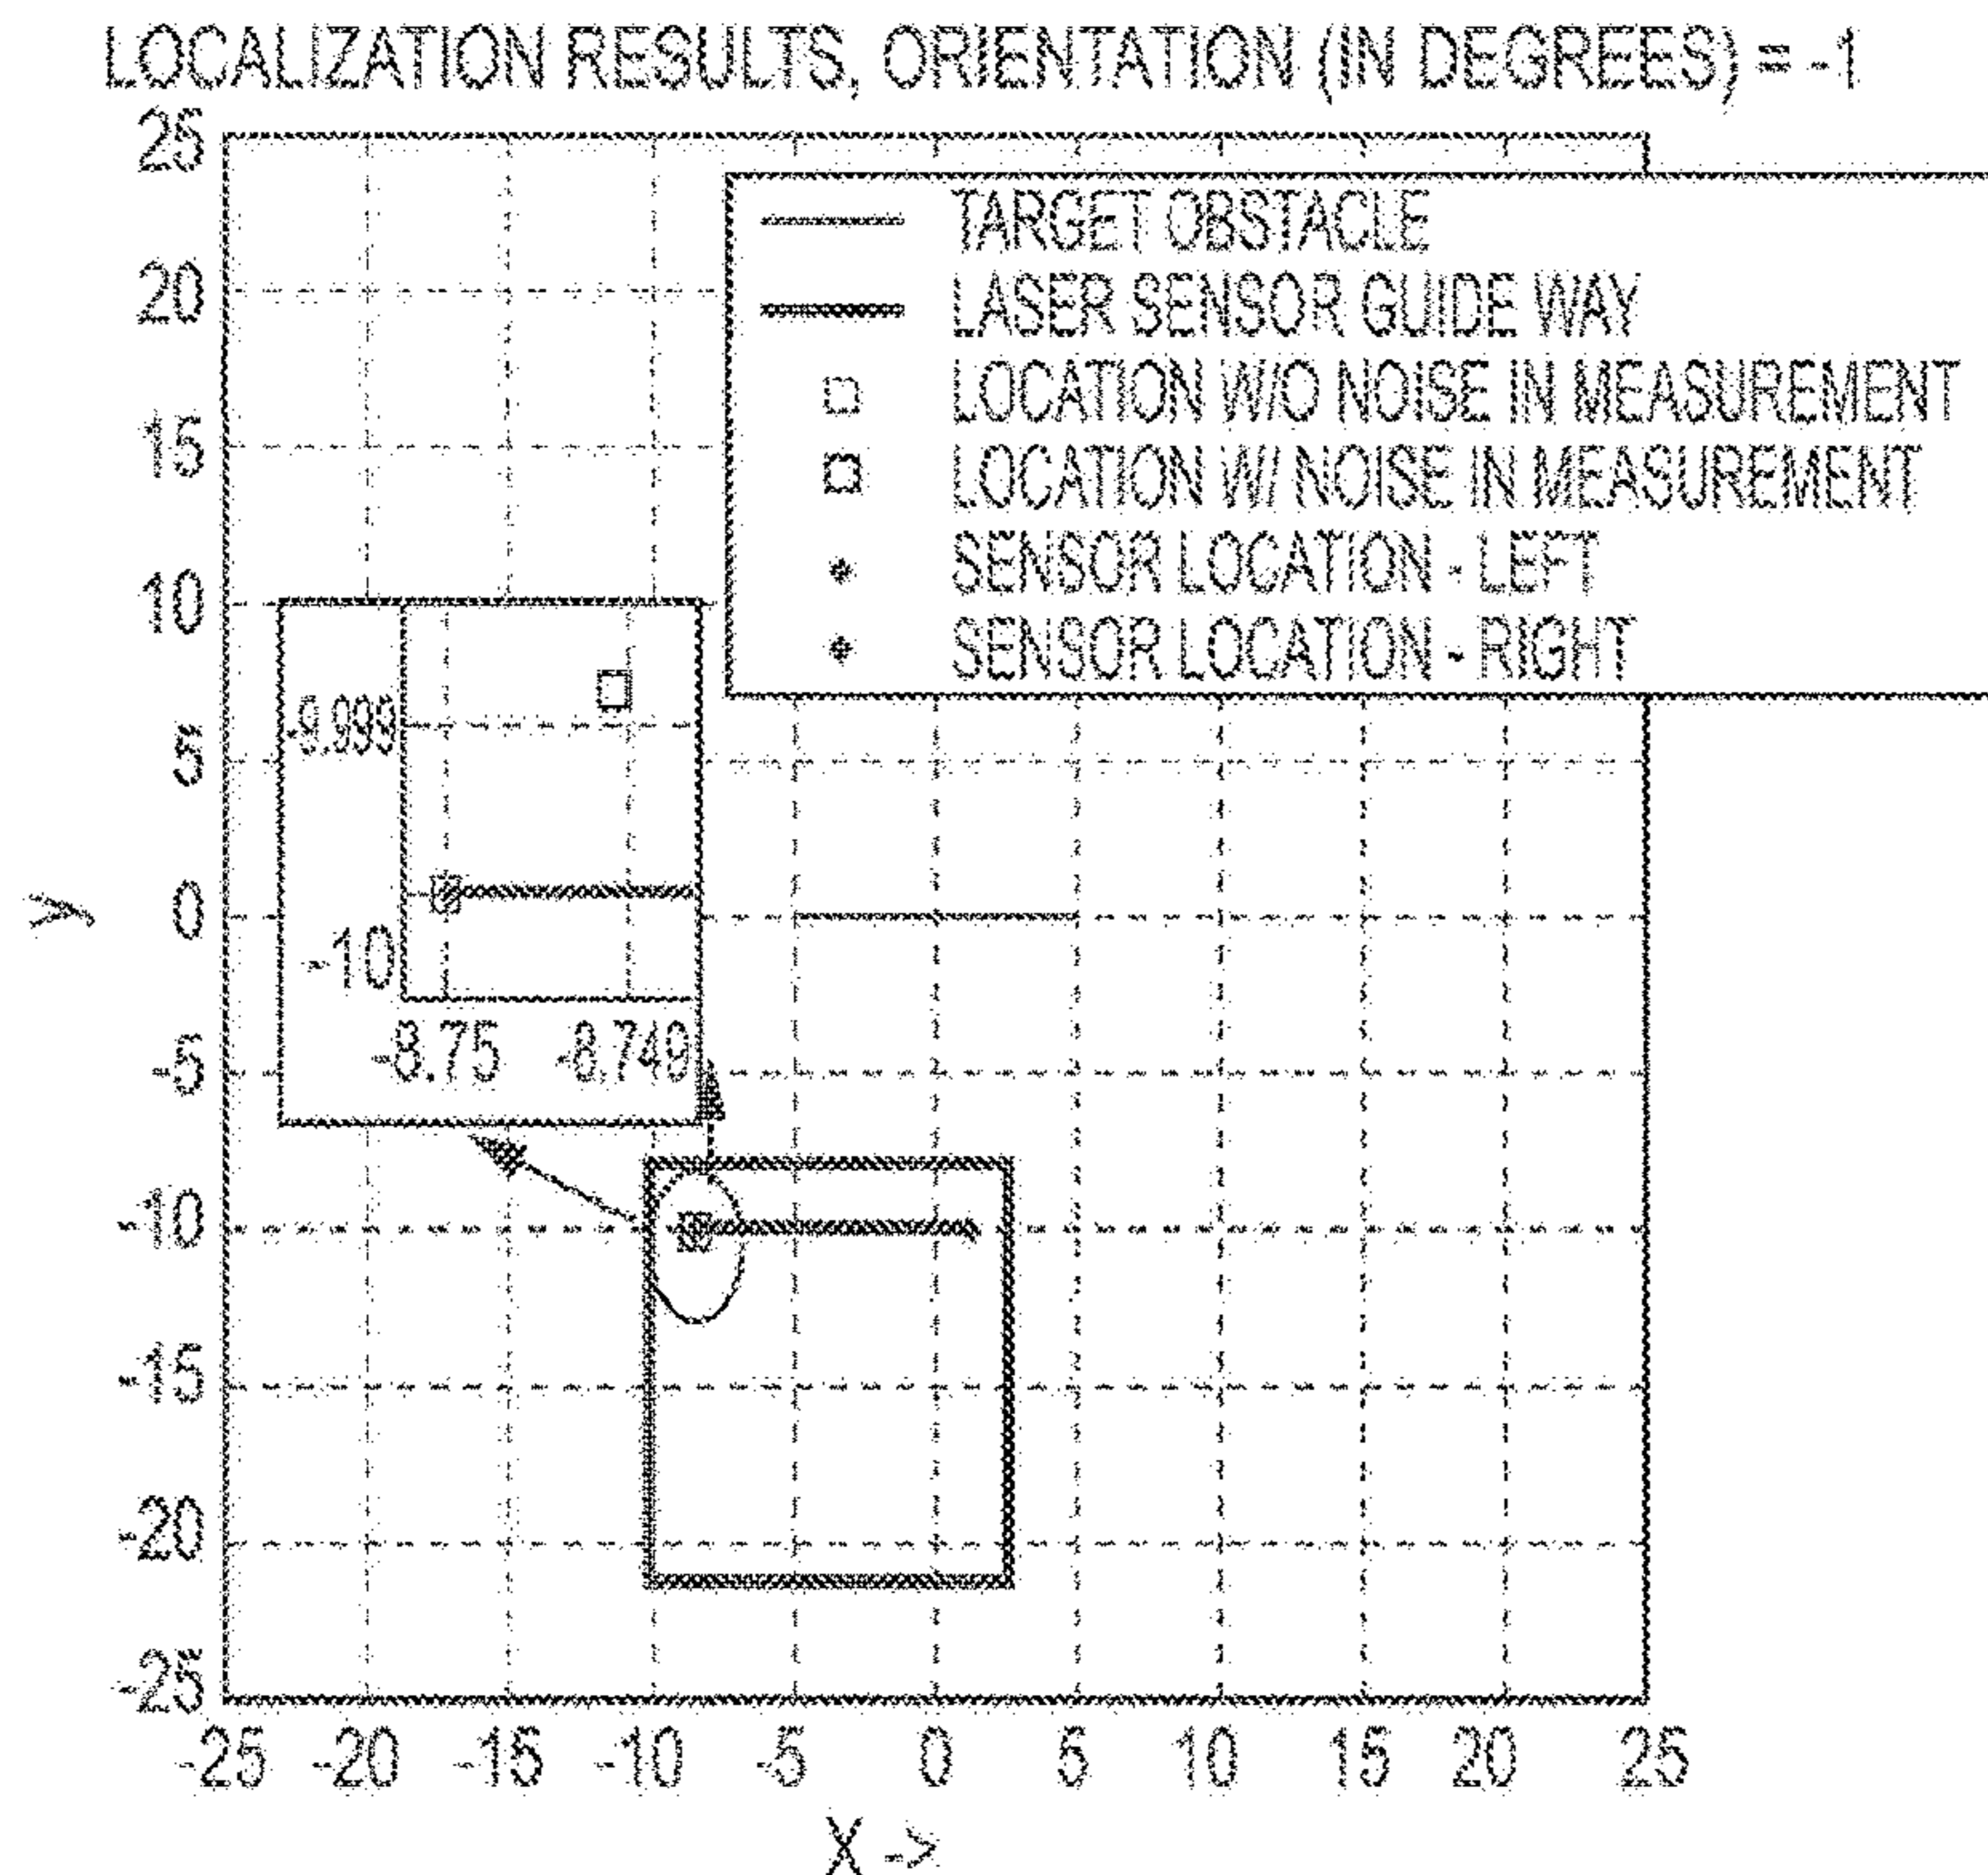 LOCALIZATION RESULTS, ORIENTATION (IN DEGREES) = -1
25
20
15
10
5
0
-5
-10
-15
-20
-25
y
TARGET OBSTACLE
LASER SENSOR GUIDE WAY
LOCATION W/O NOISE IN MEASUREMENT
LOCATION W/ NOISE IN MEASUREMENT
SENSOR LOCATION - LEFT
SENSOR LOCATION - RIGHT
-9.999
-10
-8.75 -8.749
-25 -20 -15 -10 -5 0 5 10 15 20 25
X ->